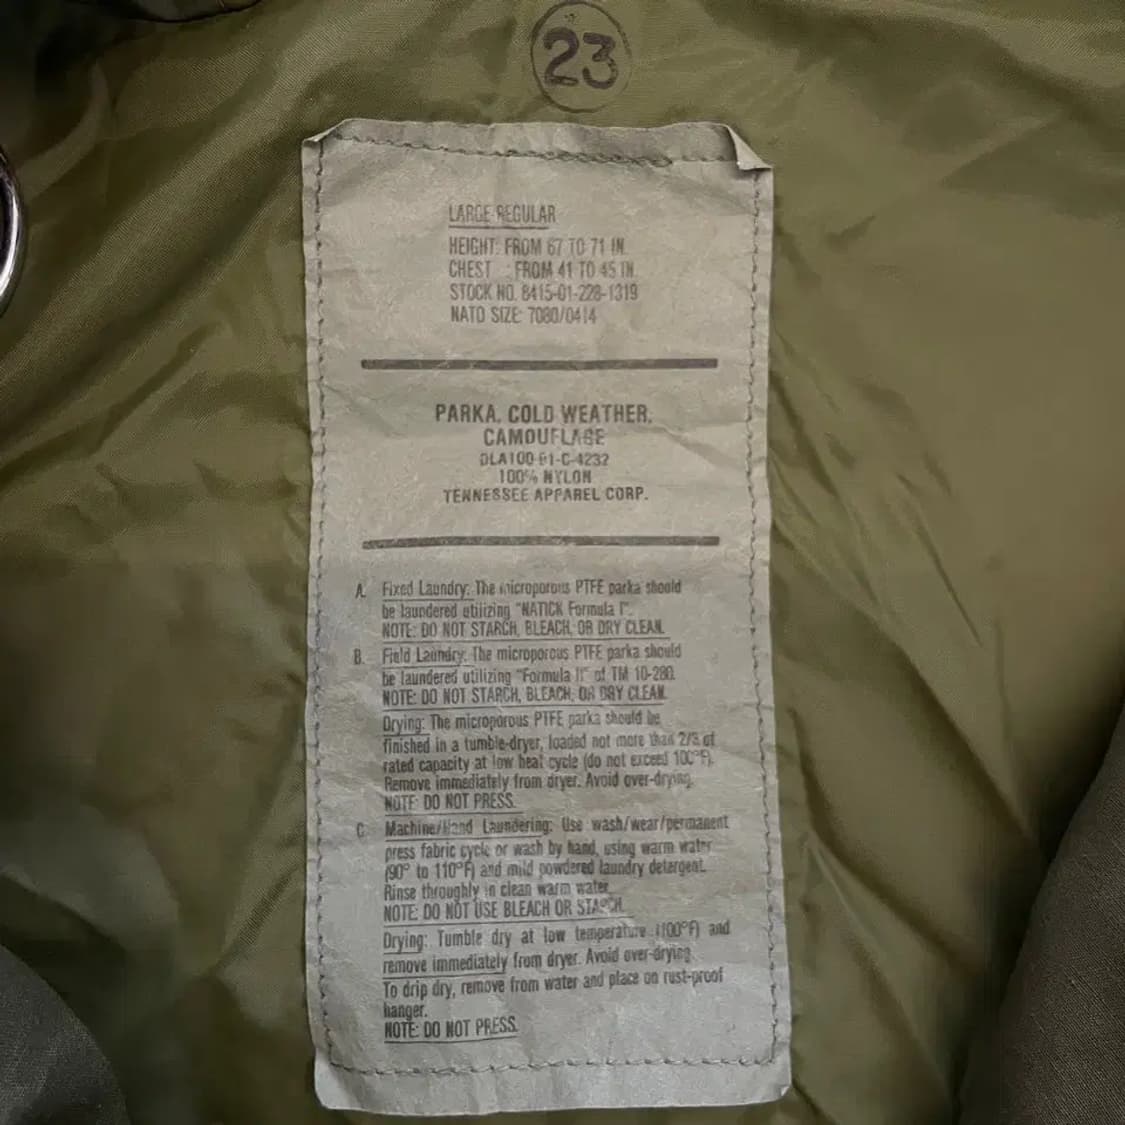 23
LARGE-REGULAR
HEIGHT: FROM 67 TO 71 IN.
CHEST : FROM 41 TO 45 IN.
STOCK NO. 8415-01-228-1319
NATO SIZE: 7080/0414
PARKA, COLD WEATHER,
CAMOUFLAGE
DLA100-91-C-4232
100% NYLON
TENNESSEE APPAREL CORP.
A. Fixed Laundry: The microporous PTFE parka should
be laundered utilizing "NATICK Formula I".
NOTE: DO NOT STARCH, BLEACH, OR DRY CLEAN.
B. Field Laundry: The microporous PTFE parka should
be laundered utilizing "Formula II" of TM 10-280.
NOTE: DO NOT STARCH, BLEACH, OR DRY CLEAN.
Drying: The microporous PTFE parka should be
finished in a tumble-dryer, loaded not more than 2/3 of
rated capacity at low heat cycle (do not exceed 100°F).
Remove immediately from dryer. Avoid over-drying.
NOTE: DO NOT PRESS.
C. Machine/Hand Laundering: Use wash/wear/permanent
press fabric cycle or wash by hand, using warm water
(90° to 110°F) and mild powdered laundry detergent.
Rinse throughly in clean warm water.
NOTE: DO NOT USE BLEACH OR STARCH.
Drying: Tumble dry at low temperature (100°F) and
remove immediately from dryer. Avoid over-drying.
To drip dry, remove from water and place on rust-proof
hanger.
NOTE: DO NOT PRESS.